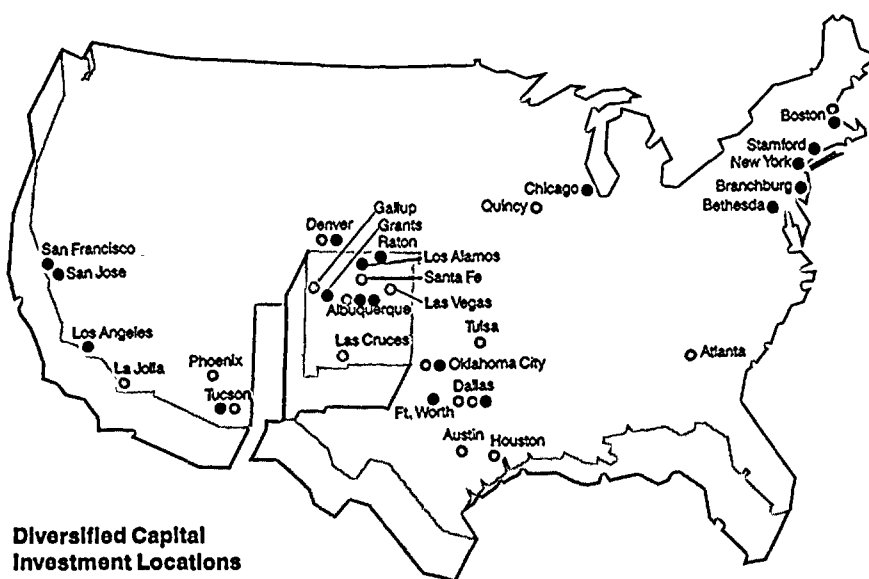 Boston
Stamford
New York
Chicago
Branchburg
Quincy
Bethesda
Gallup
Grants
Denver
Raton
San Francisco
Los Alamos
San Jose
Santa Fe
Las Vegas
Albuquerque
Los Angeles
Tulsa
Las Cruces
La Jolla
Phoenix
Oklahoma City
Atlanta
Tucson
Dallas
Ft. Worth
Austin
Houston
Diversified Capital
Investment Locations